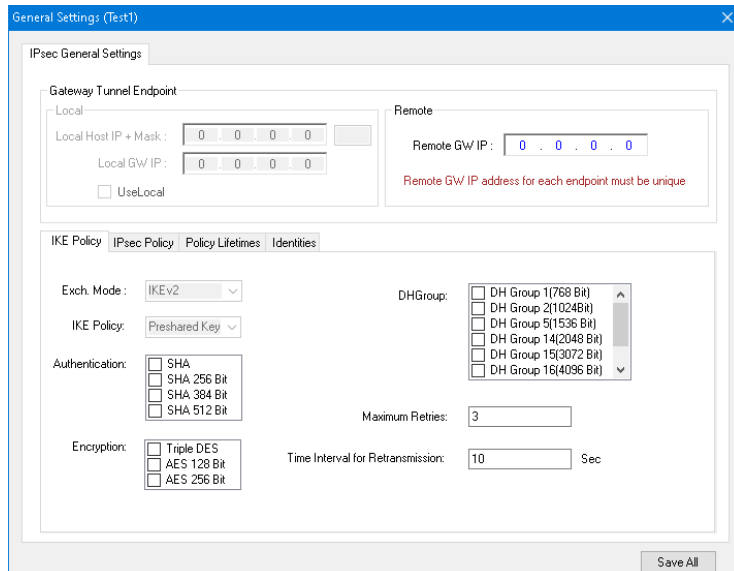 General Settings (Test1)
IPsec General Settings
Gateway Tunnel Endpoint
Local
Local Host IP + Mask : 0 . 0 . 0 . 0
Local GW IP : 0 . 0 . 0 . 0
UseLocal
Remote
Remote GW IP : 0 . 0 . 0 . 0
Remote GW IP address for each endpoint must be unique
IKE Policy IPsec Policy Policy Lifetimes Identities
Exch. Mode : IKEv2
IKE Policy: Preshared Key
Authentication: SHA
SHA 256 Bit
SHA 384 Bit
SHA 512 Bit
Encryption: Triple DES
AES 128 Bit
AES 256 Bit
DHGroup: DH Group 1(768 Bit)
DH Group 2(1024Bit)
DH Group 5(1536 Bit)
DH Group 14(2048 Bit)
DH Group 15(3072 Bit)
DH Group 16(4096 Bit)
Maximum Retries: 3
Time Interval for Retransmission: 10 Sec
Save All